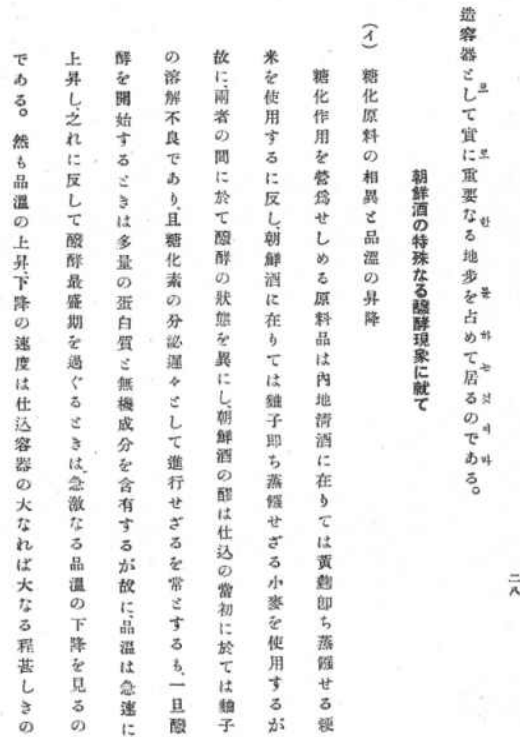 造容器として實に重要なる地步を占めて居るのである。
朝鮮酒の特殊なる醱酵現象に就て
(イ) 糖化原料の相異と品溫の昇降
糖化作用を營爲せしめる原料品は內地清酒に在りては黃麴卽ち蒸餾せる粳
米を使用するに反し、朝鮮酒に在りては麯子卽ち蒸餾せざる小麥を使用するが
故に、兩者の間に於て醱酵の狀態を異にし、朝鮮酒の醪は仕込の當初に於ては麯子
の溶解不良であり、且糖化素の分泌遲々として進行せざるを常とするも、一旦醱
酵を開始するときは多量の蛋白質と無機成分を含有するが故に、品溫は急速に
上昇し、之れに反して醱酵最盛期を過ぐるときは、急激なる品溫の下降を見るの
である。然も品溫の上昇、下降の速度は仕込容器の大なれば大なる程甚しきの
二八